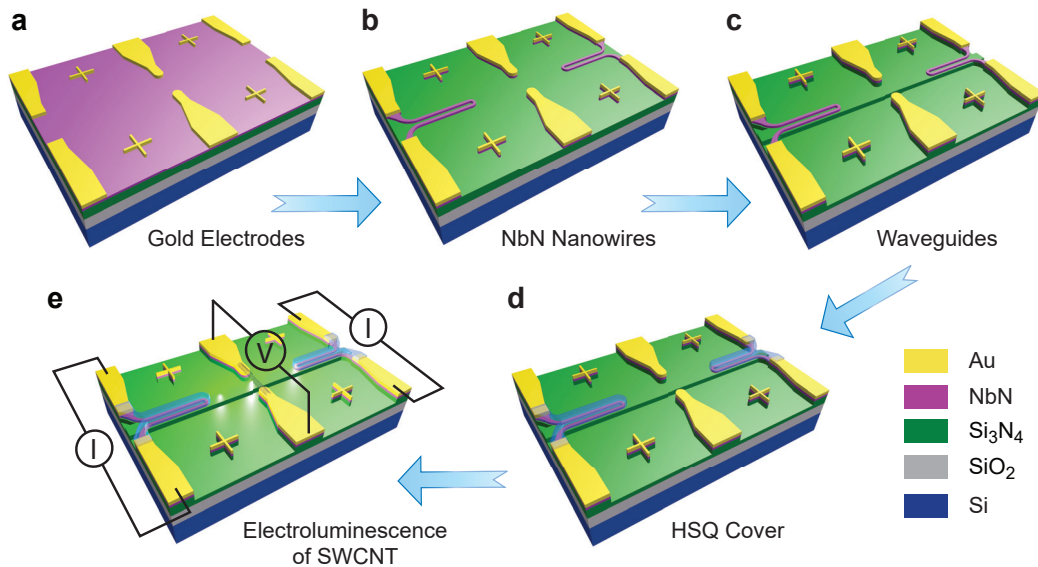 a
b
c
Gold Electrodes
NbN Nanowires
Waveguides
e
d
I
V
I
Electroluminescence
of SWCNT
HSQ Cover
Au
NbN
Si₃N₄
SiO₂
Si